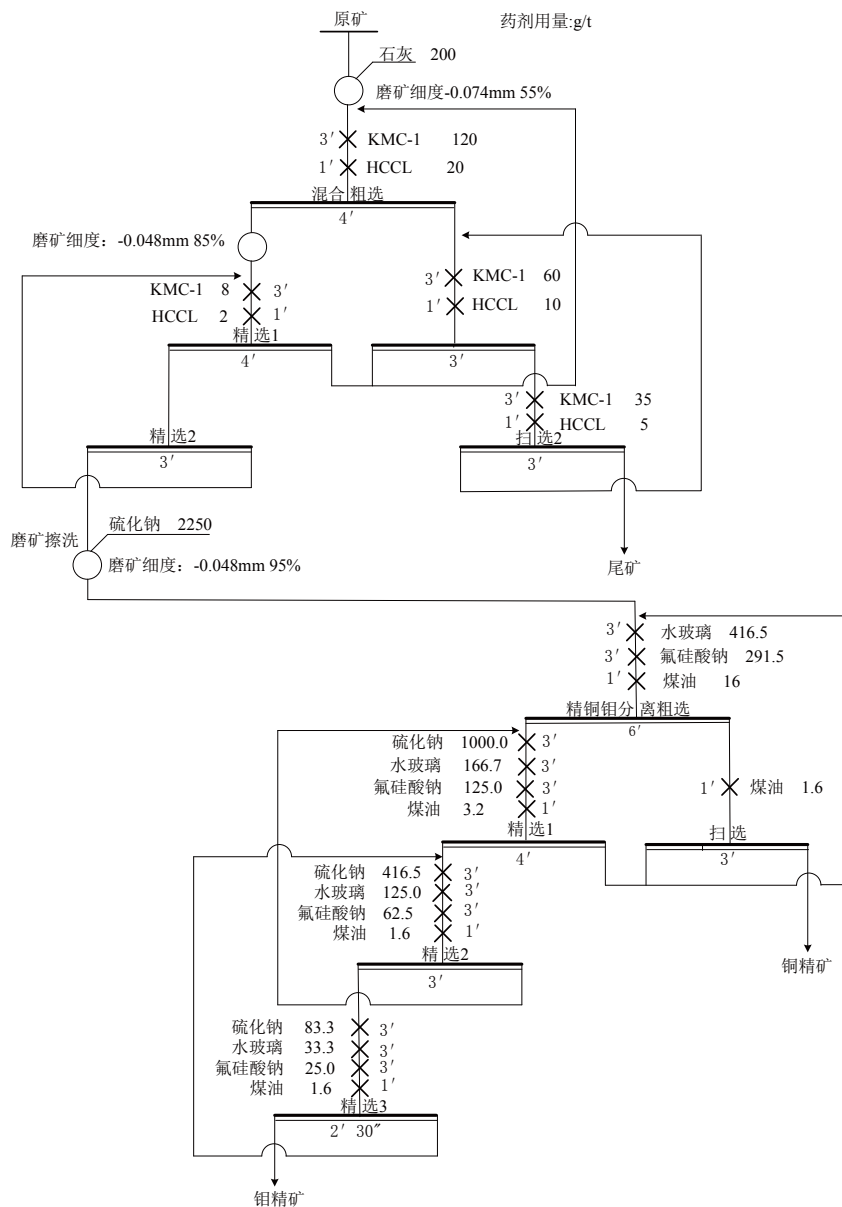 原矿
药剂用量:g/t
石灰 200
磨矿细度-0.074mm 55%
3′ KMC-1 120
1′ HCCL 20
混合粗选
4′
磨矿细度：-0.048mm 85%
KMC-1 8 3′
HCCL 2 1′
精选1
4′
3′ KMC-1 60
1′ HCCL 10
3′
3′ KMC-1 35
1′ HCCL 5
扫选2
3′
精选2
3′
硫化钠 2250
磨矿擦洗
磨矿细度：-0.048mm 95%
尾矿
3′ 水玻璃 416.5
3′ 氟硅酸钠 291.5
1′ 煤油 16
精铜钼分离粗选
6′
硫化钠 1000.0 3′
水玻璃 166.7 3′
氟硅酸钠 125.0 3′
煤油 3.2 1′
精选1
4′
1′ 煤油 1.6
扫选
3′
硫化钠 416.5 3′
水玻璃 125.0 3′
氟硅酸钠 62.5 3′
煤油 1.6 1′
精选2
3′
铜精矿
硫化钠 83.3 3′
水玻璃 33.3 3′
氟硅酸钠 25.0 3′
煤油 1.6 1′
精选3
2′ 30″
钼精矿